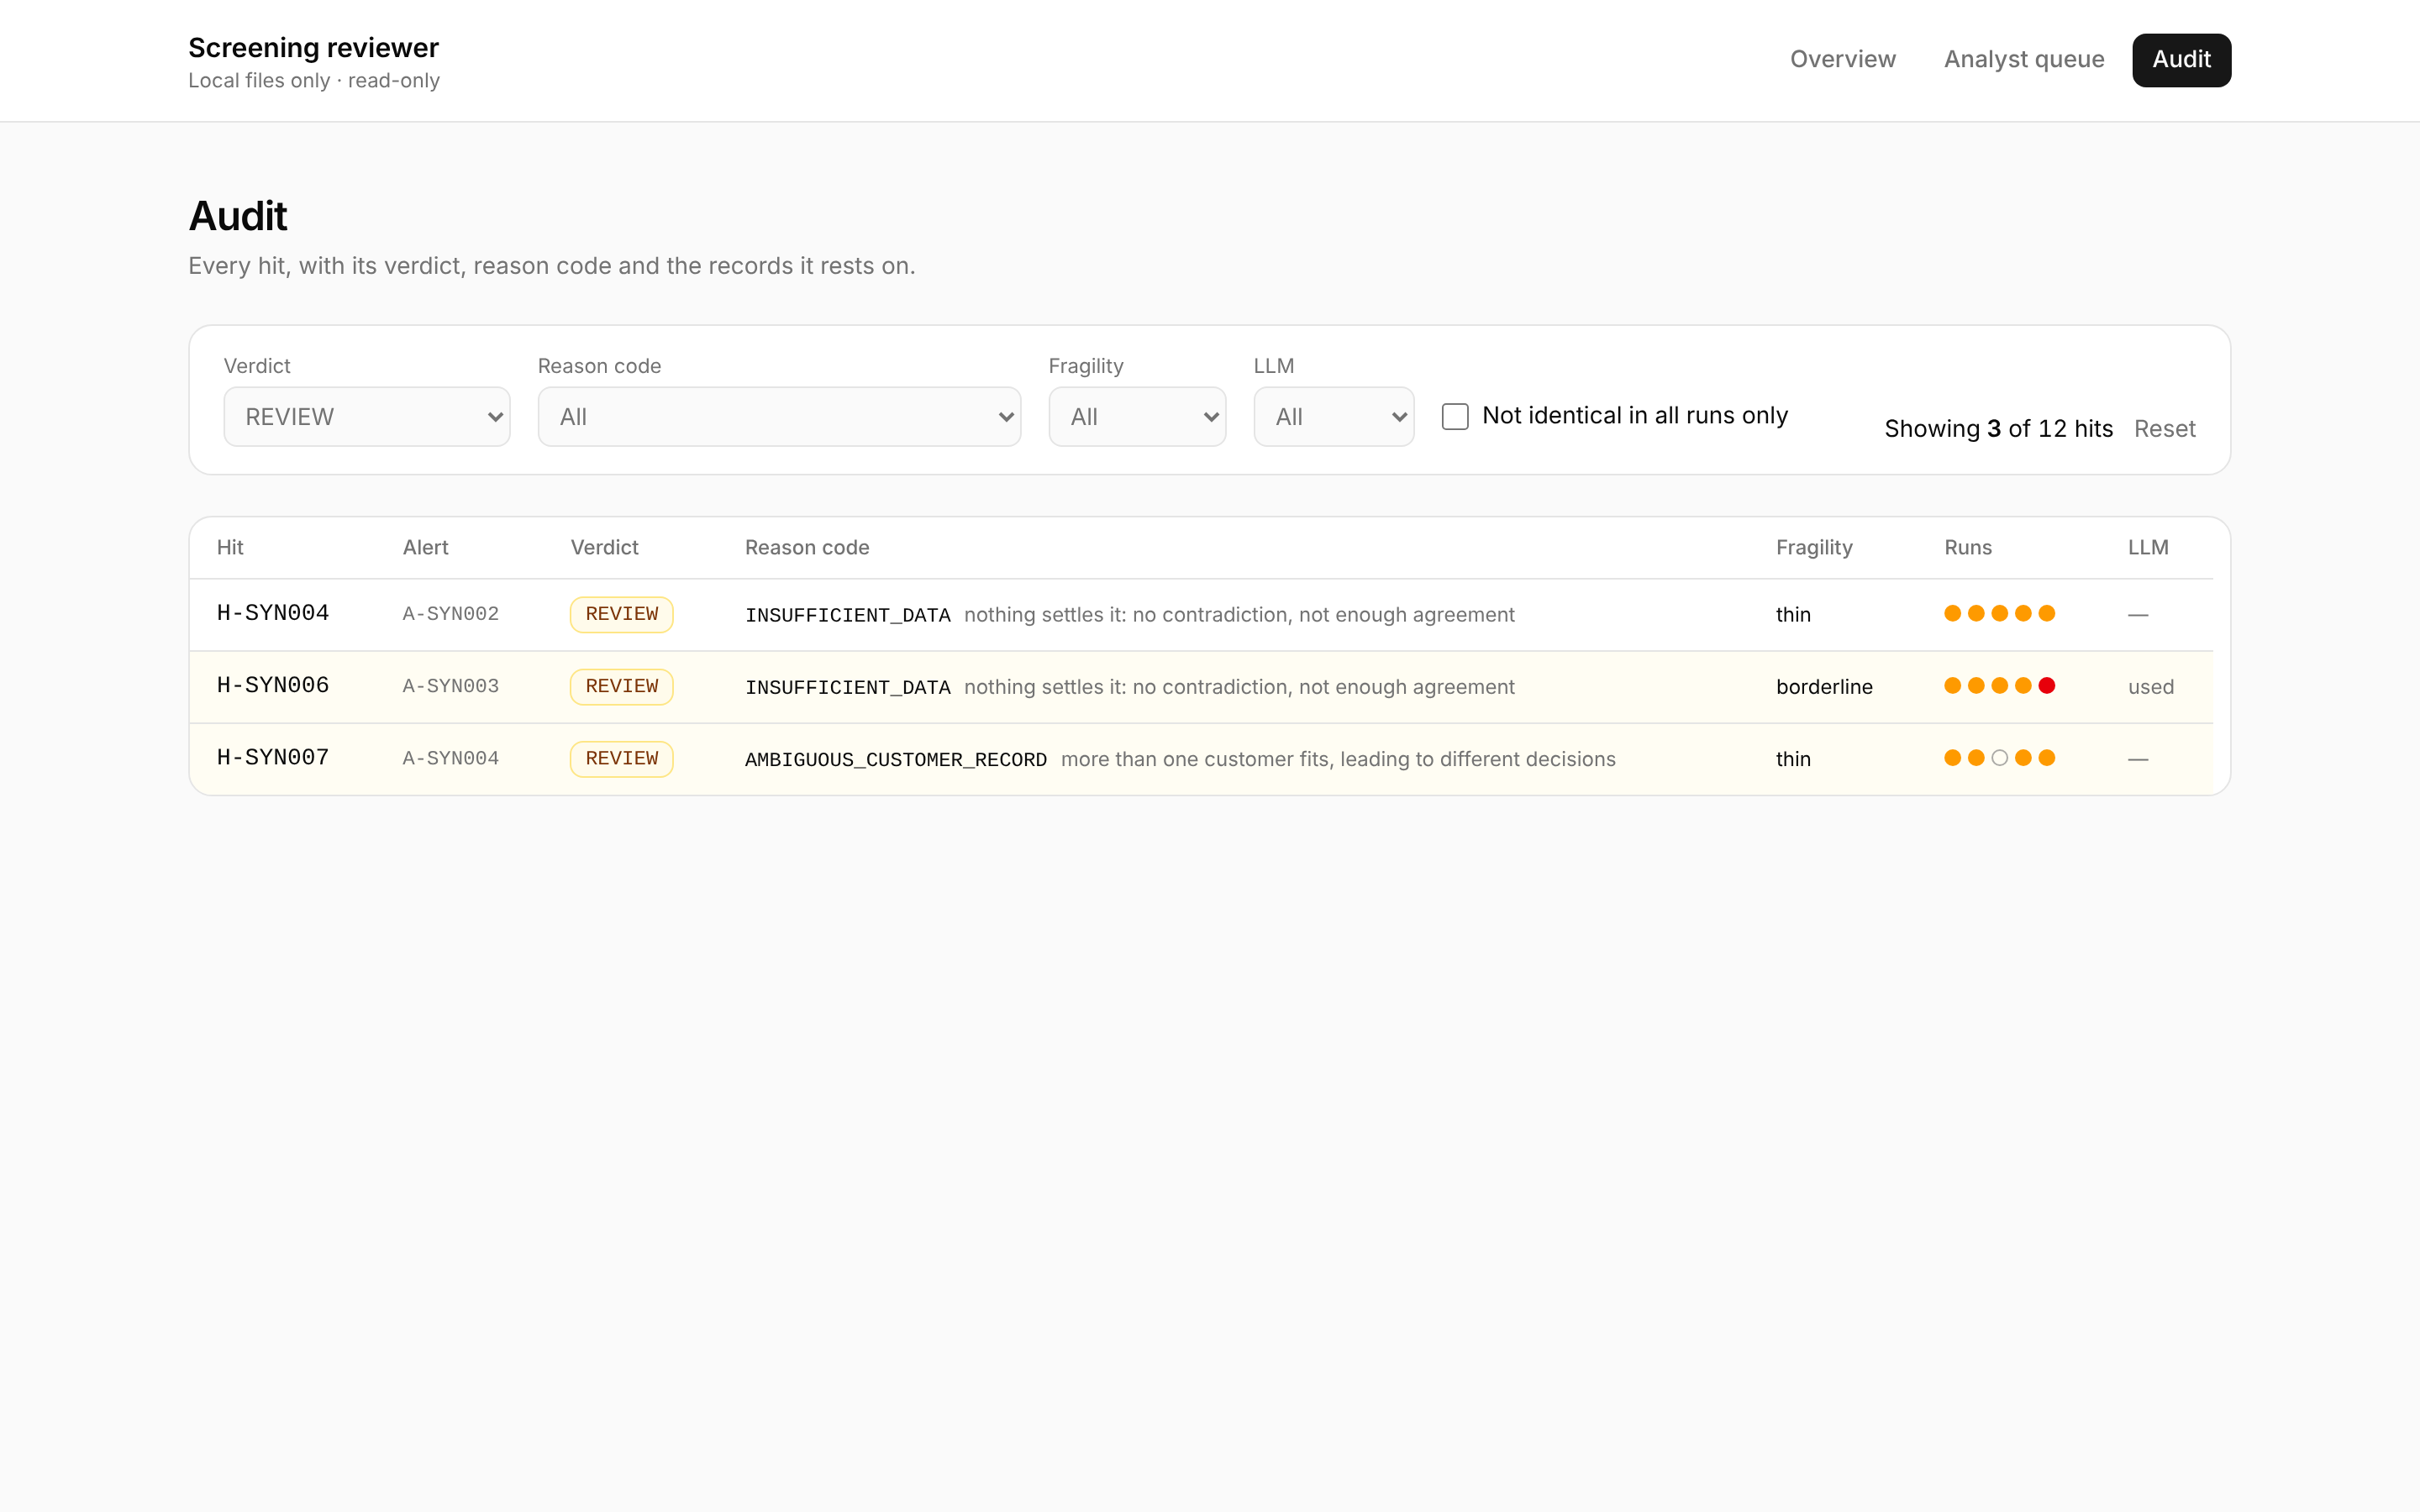 Screening reviewer
Local files only · read-only
Overview Analyst queue Audit
Audit
Every hit, with its verdict, reason code and the records it rests on.
Verdict Reason code Fragility LLM
REVIEW All All All Not identical in all runs only Showing 3 of 12 hits Reset
Hit Alert Verdict Reason code Fragility Runs LLM
H-SYN004 A-SYN002 REVIEW INSUFFICIENT_DATA nothing settles it: no contradiction, not enough agreement thin —
H-SYN006 A-SYN003 REVIEW INSUFFICIENT_DATA nothing settles it: no contradiction, not enough agreement borderline used
H-SYN007 A-SYN004 REVIEW AMBIGUOUS_CUSTOMER_RECORD more than one customer fits, leading to different decisions thin —